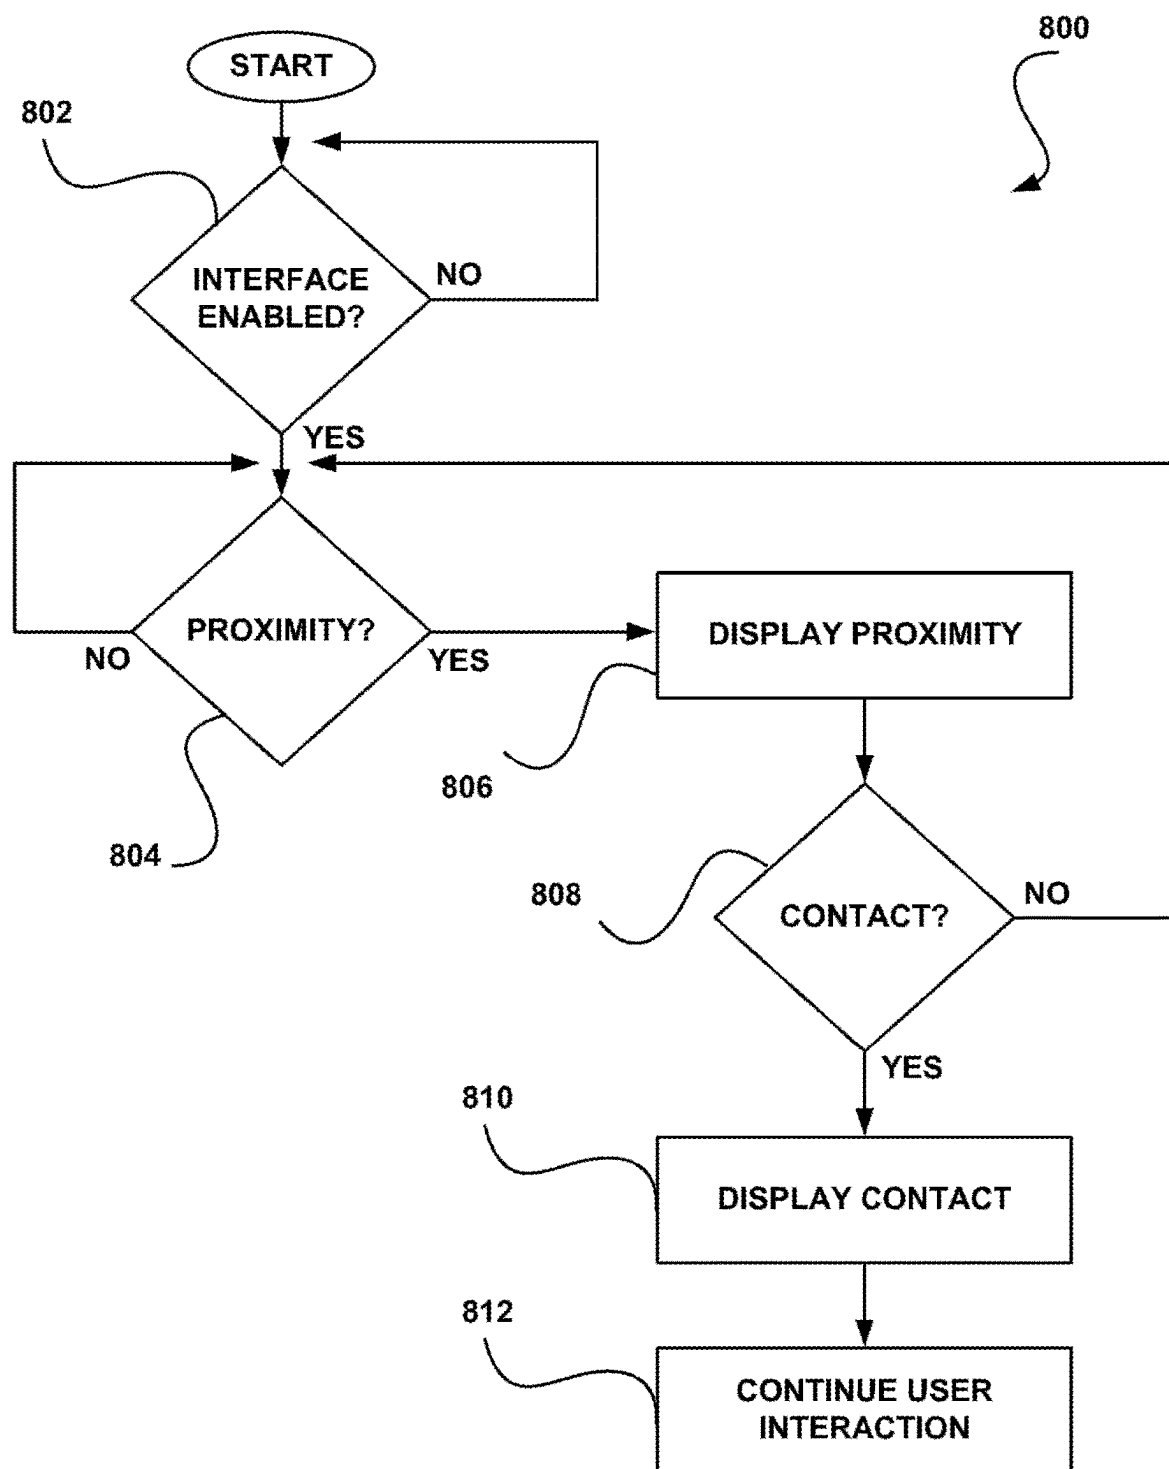 800
START
802
INTERFACE
ENABLED?
NO
YES
PROXIMITY?
NO
YES
804
DISPLAY PROXIMITY
806
808
CONTACT?
NO
YES
810
DISPLAY CONTACT
812
CONTINUE USER
INTERACTION